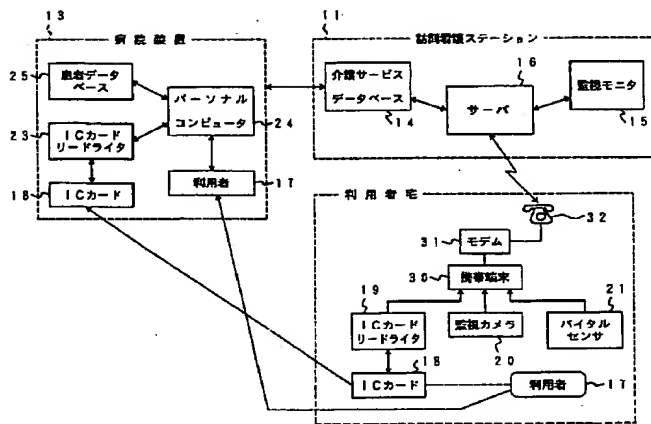 13
病院装置
25
患者データ
ベース
パーソナル
コンピュータ
24
23
ICカード
リードライタ
18
ICカード
利用者
17
11
訪問看護ステーション
介護サービス
データベース
14
16
サーバ
監視モニタ
15
利用者宅
32
31
モデム
30
携帯端末
19
21
ICカード
リードライタ
監視カメラ
20
バイタル
センサ
18
ICカード
利用者
17